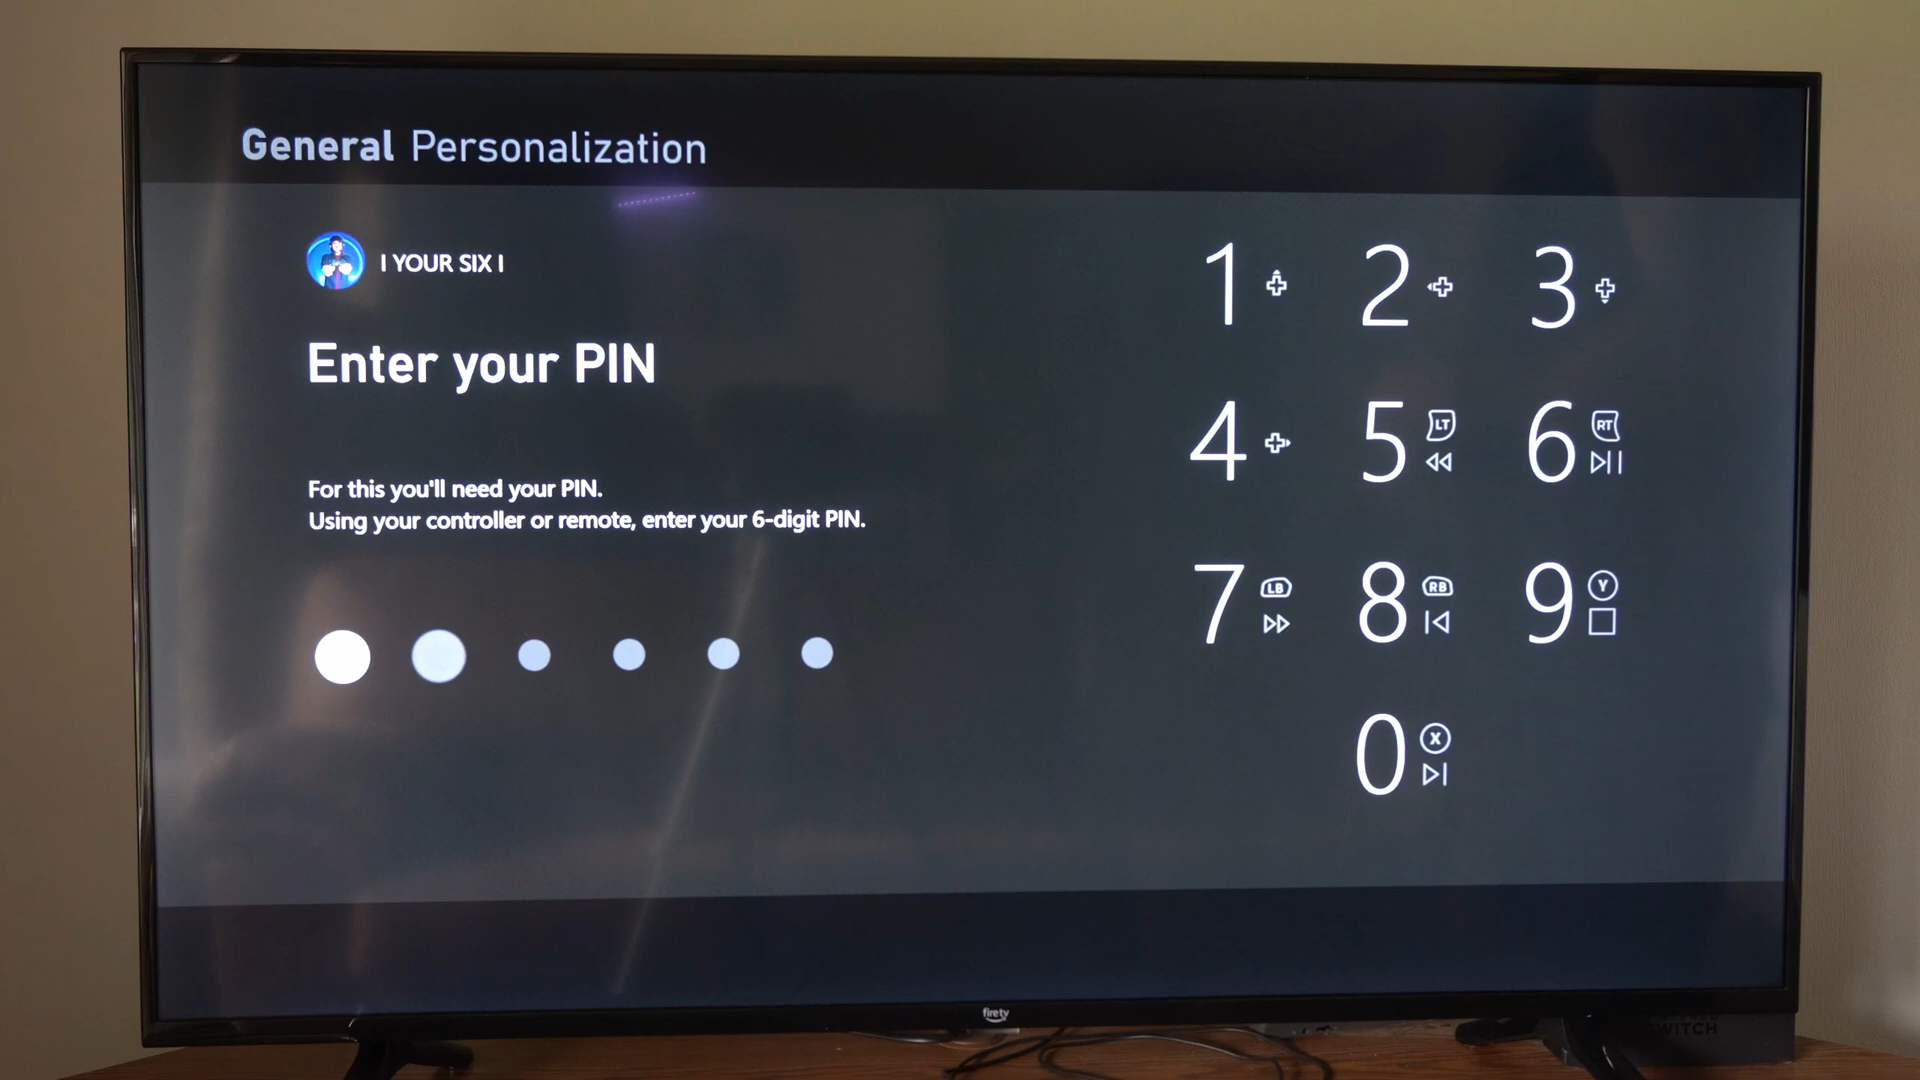 General Personalization
I YOUR SIX I
Enter your PIN
For this you'll need your PIN.
Using your controller or remote, enter your 6-digit PIN.
1 2 3
4 5 LT 6 RT
7 LB 8 RB 9 Y
0 X
firetv
SWITCH